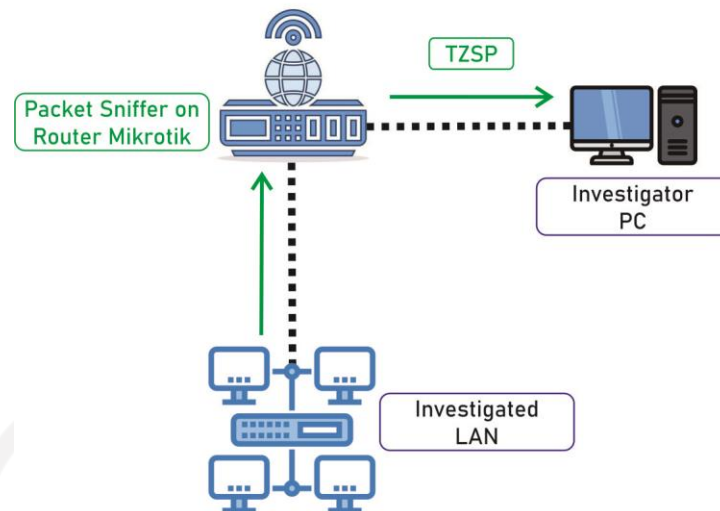 TZSP
Packet Sniffer on
Router Mikrotik
Investigator
PC
Investigated
LAN